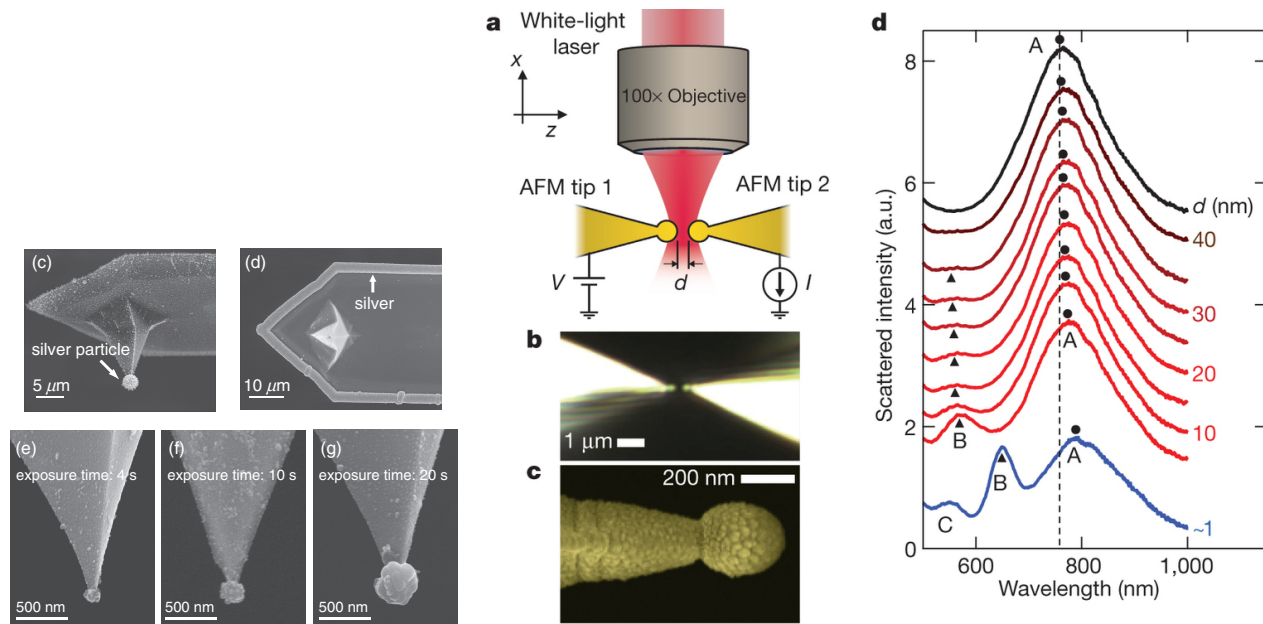 (c)
silver particle
5 μm
(d)
silver
10 μm
(e)
exposure time: 4 s
500 nm
(f)
exposure time: 10 s
500 nm
(g)
exposure time: 20 s
500 nm
a
White-light
laser
x
z
100× Objective
AFM tip 1
AFM tip 2
V
d
I
b
1 μm
c
200 nm
d
Scattered intensity (a.u.)
8
6
4
2
0
600
800
1,000
Wavelength (nm)
A
d (nm)
40
30
20
10
~1
A
B
A
B
C